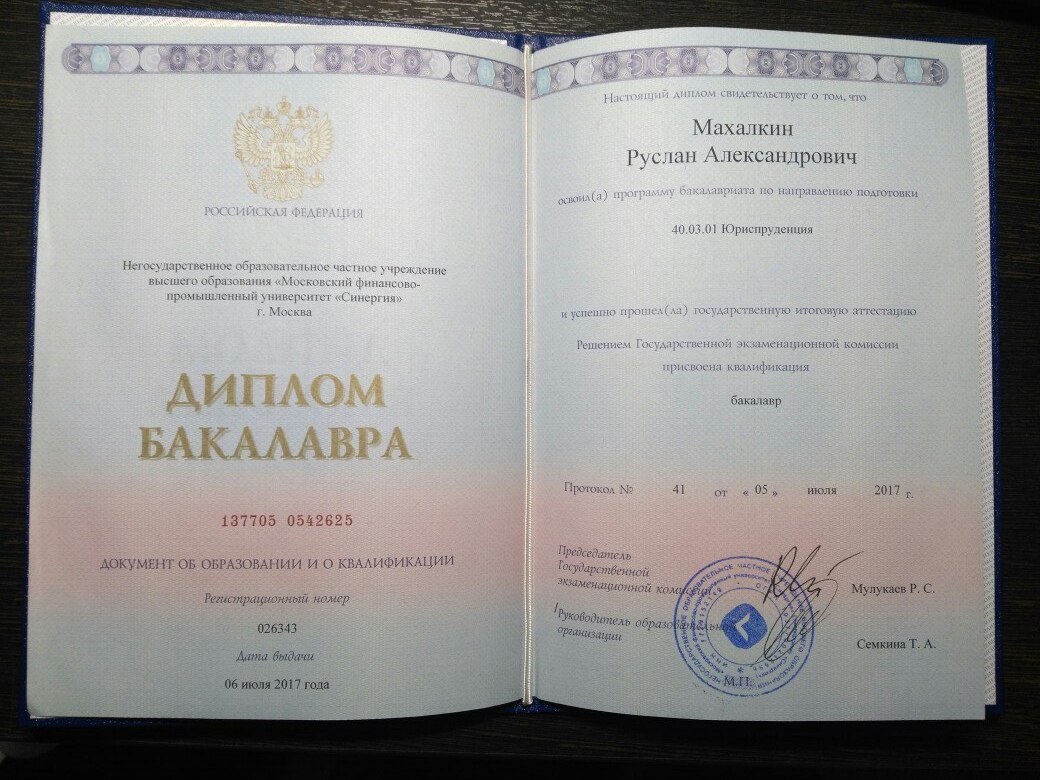 РОССИЙСКАЯ ФЕДЕРАЦИЯ
Негосударственное образовательное частное учреждение
высшего образования «Московский финансово-
промышленный университет «Синергия»
г. Москва
ДИПЛОМ
БАКАЛАВРА
137705 0542625
ДОКУМЕНТ ОБ ОБРАЗОВАНИИ И О КВАЛИФИКАЦИИ
Регистрационный номер
026343
Дата выдачи
06 июля 2017 года
Настоящий диплом свидетельствует о том, что
Махалкин
Руслан Александрович
освоил(а) программу бакалавриата по направлению подготовки
40.03.01 Юриспруденция
и успешно прошел(ла) государственную итоговую аттестацию
Решением Государственной экзаменационной комиссии
присвоена квалификация
бакалавр
Протокол № 41 от « 05 » июля 2017 г.
Председатель
Государственной
экзаменационной комиссии
Мулукаев Р. С.
Руководитель образовательной
организации
Семкина Т. А.
М.П.